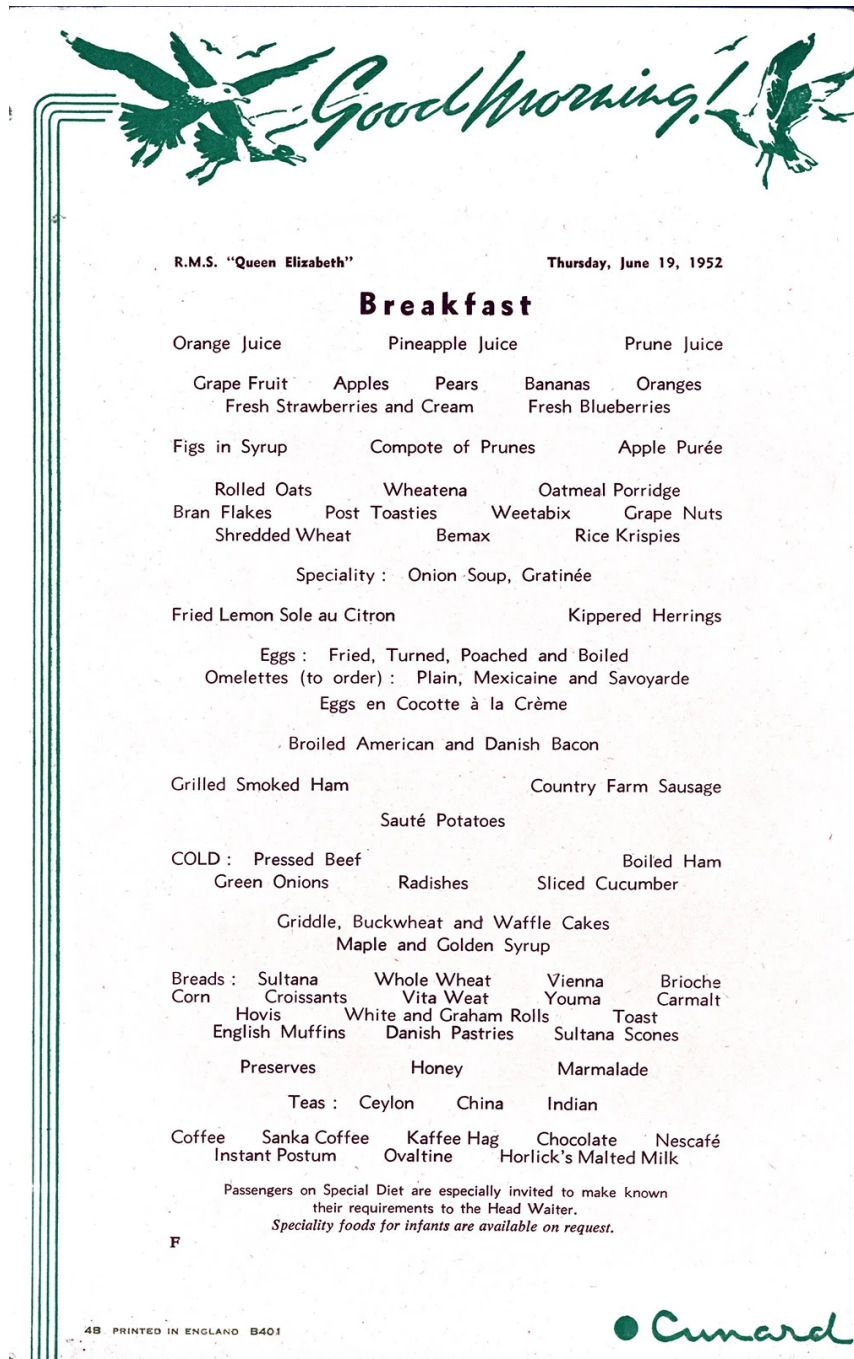 Good Morning!
R.M.S. “Queen Elizabeth” Thursday, June 19, 1952
Breakfast
Orange Juice Pineapple Juice Prune Juice
Grape Fruit Apples Pears Bananas Oranges
Fresh Strawberries and Cream Fresh Blueberries
Figs in Syrup Compote of Prunes Apple Purée
Rolled Oats Wheatena Oatmeal Porridge
Bran Flakes Post Toasties Weetabix Grape Nuts
Shredded Wheat Bemax Rice Krispies
Speciality : Onion Soup, Gratinée
Fried Lemon Sole au Citron Kippered Herrings
Eggs : Fried, Turned, Poached and Boiled
Omelettes (to order) : Plain, Mexicaine and Savoyarde
Eggs en Cocotte à la Crème
Broiled American and Danish Bacon
Grilled Smoked Ham Country Farm Sausage
Sauté Potatoes
COLD : Pressed Beef Boiled Ham
Green Onions Radishes Sliced Cucumber
Griddle, Buckwheat and Waffle Cakes
Maple and Golden Syrup
Breads : Sultana Whole Wheat Vienna Brioche
Corn Croissants Vita Weat Youma Carmalt
Hovis White and Graham Rolls Toast
English Muffins Danish Pastries Sultana Scones
Preserves Honey Marmalade
Teas : Ceylon China Indian
Coffee Sanka Coffee Kaffee Hag Chocolate Nescafé
Instant Postum Ovaltine Horlick's Malted Milk
Passengers on Special Diet are especially invited to make known
their requirements to the Head Waiter.
Speciality foods for infants are available on request.
F
4B PRINTED IN ENGLAND B401
Cunard